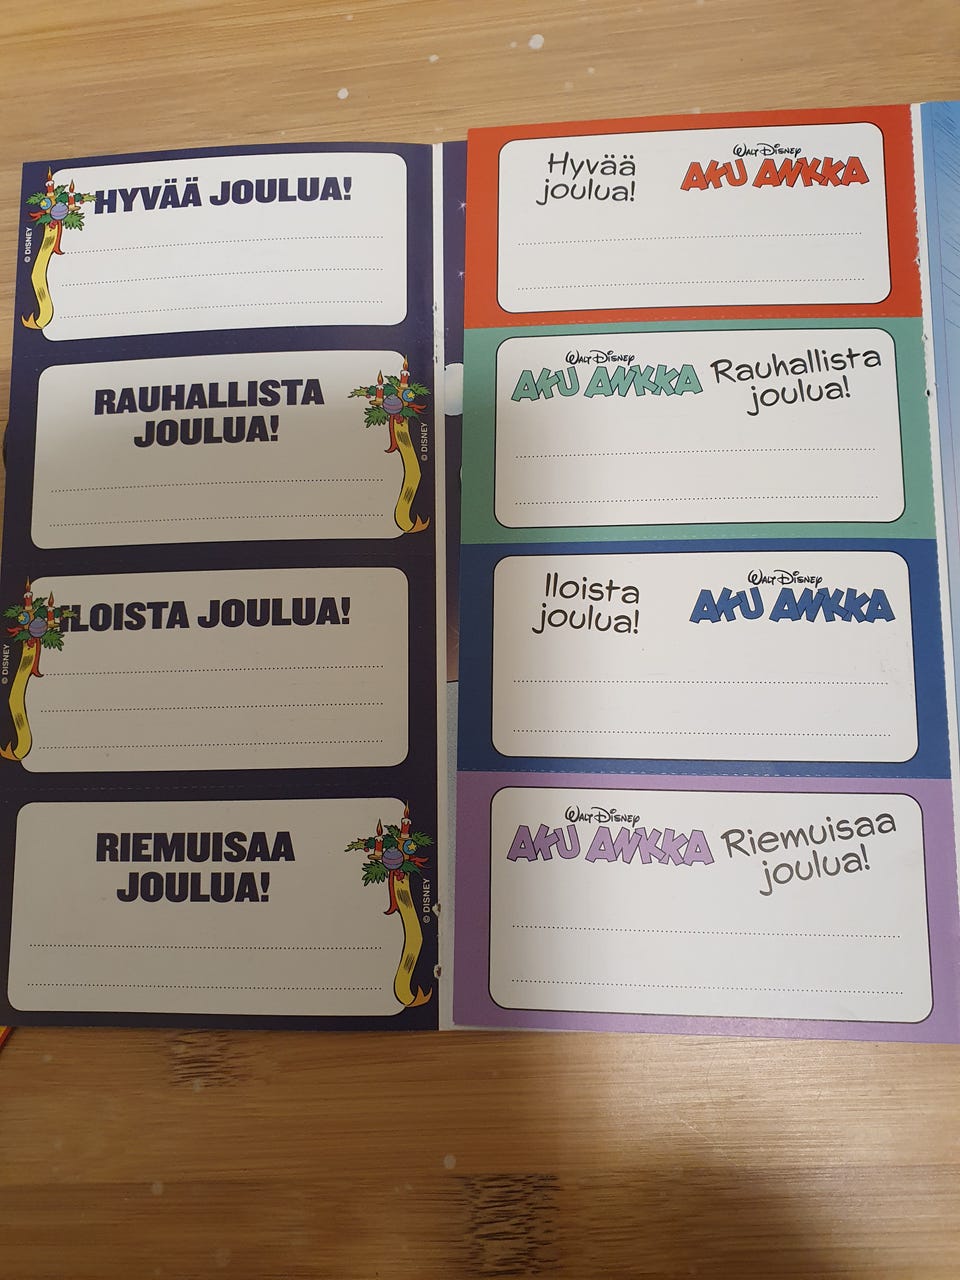 HYVÄÄ JOULUA!
© DISNEY
RAUHALLISTA
JOULUA!
© DISNEY
ILOISTA JOULUA!
© DISNEY
RIEMUISAA
JOULUA!
© DISNEY
Hyvää
joulua!
WALT DISNEY
AKU ANKKA
WALT DISNEY
AKU ANKKA
Rauhallista
joulua!
Iloista
joulua!
WALT DISNEY
AKU ANKKA
WALT DISNEY
AKU ANKKA
Riemuisaa
joulua!